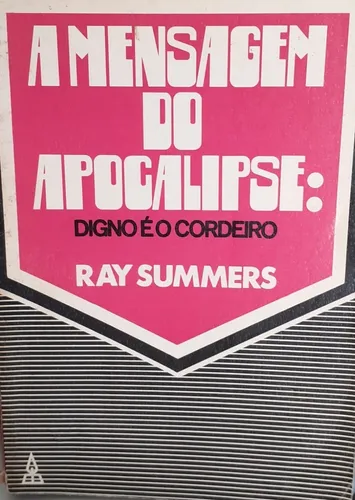 A MENSAGEM
DO
APOCALIPSE:
DIGNO É O CORDEIRO
RAY SUMMERS